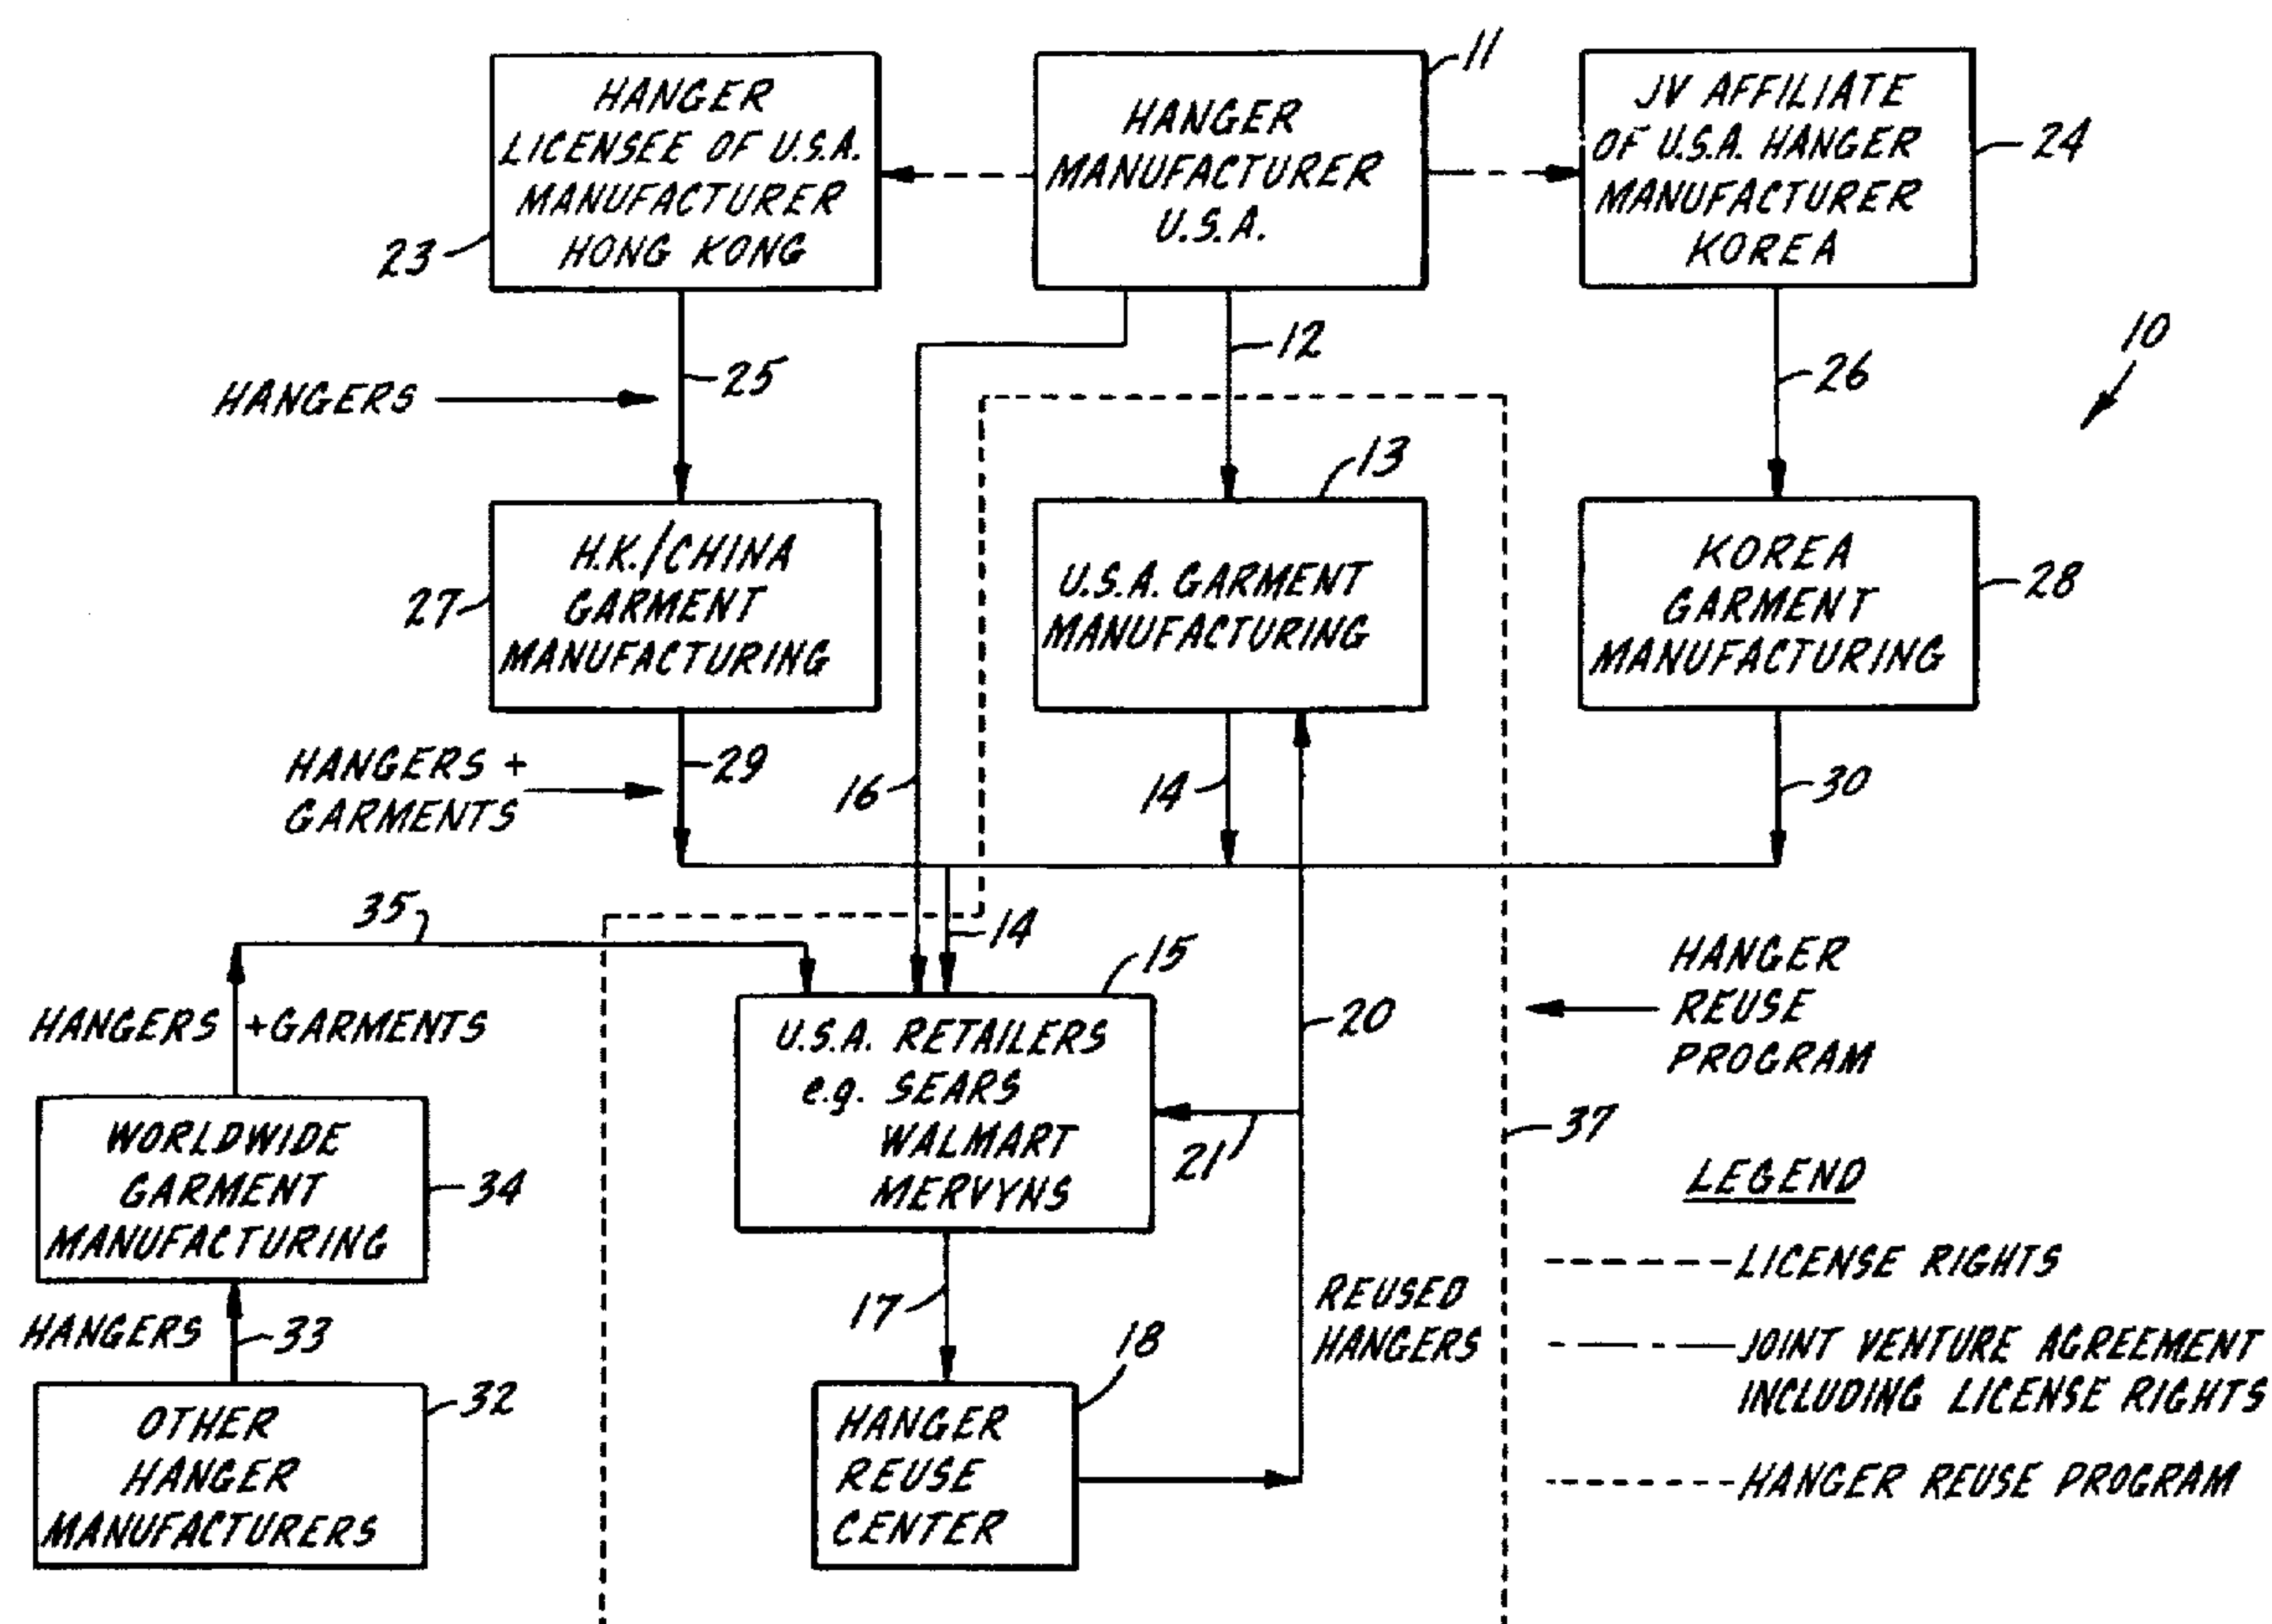 HANGER
LICENSEE OF U.S.A.
MANUFACTURER
HONG KONG
23
HANGER
MANUFACTURER
U.S.A.
11
JV AFFILIATE
OF U.S.A. HANGER
MANUFACTURER
KOREA
24
10
HANGERS
25
12
26
13
H.K./CHINA
GARMENT
MANUFACTURING
27
U.S.A. GARMENT
MANUFACTURING
KOREA
GARMENT
MANUFACTURING
28
HANGERS +
GARMENTS
29
16
14
30
35
14
15
HANGERS + GARMENTS
U.S.A. RETAILERS
e.g. SEARS
WALMART
MERVYNS
20
21
HANGER
REUSE
PROGRAM
37
WORLDWIDE
GARMENT
MANUFACTURING
34
HANGERS
33
17
18
REUSED
HANGERS
OTHER
HANGER
MANUFACTURERS
32
HANGER
REUSE
CENTER
LEGEND
LICENSE RIGHTS
JOINT VENTURE AGREEMENT
INCLUDING LICENSE RIGHTS
HANGER REUSE PROGRAM